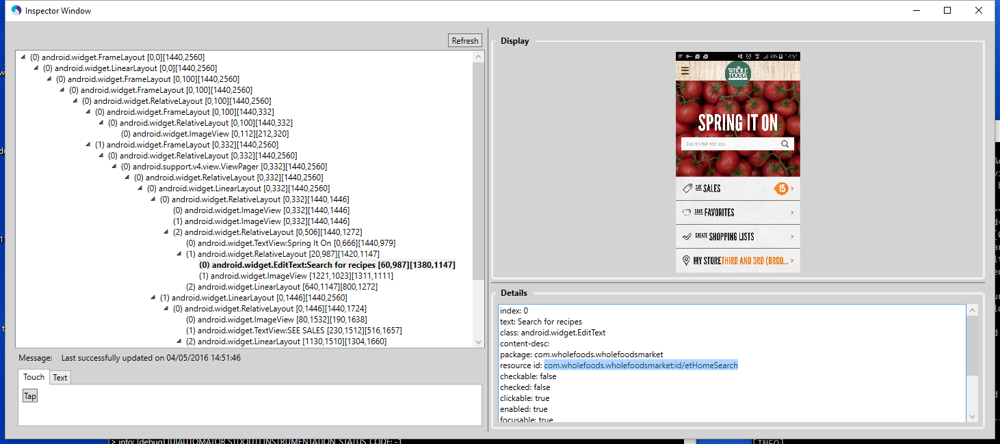 Inspector Window
Refresh
(0) android.widget.FrameLayout [0,0][1440,2560]
(0) android.widget.LinearLayout [0,0][1440,2560]
(0) android.widget.FrameLayout [0,100][1440,2560]
(0) android.widget.FrameLayout [0,100][1440,2560]
(0) android.widget.RelativeLayout [0,100][1440,2560]
(0) android.widget.FrameLayout [0,100][1440,332]
(0) android.widget.RelativeLayout [0,100][1440,332]
(0) android.widget.ImageView [0,112][212,320]
(1) android.widget.FrameLayout [0,332][1440,2560]
(0) android.widget.RelativeLayout [0,332][1440,2560]
(0) android.support.v4.view.ViewPager [0,332][1440,2560]
(0) android.widget.RelativeLayout [0,332][1440,2560]
(0) android.widget.LinearLayout [0,332][1440,2560]
(0) android.widget.RelativeLayout [0,332][1440,1446]
(0) android.widget.ImageView [0,332][1440,1446]
(1) android.widget.ImageView [0,332][1440,1446]
(2) android.widget.RelativeLayout [0,506][1440,1272]
(0) android.widget.TextView:Spring It On [0,666][1440,979]
(1) android.widget.RelativeLayout [20,987][1420,1147]
(0) android.widget.EditText:Search for recipes [60,987][1380,1147]
(1) android.widget.ImageView [1221,1023][1311,1111]
(2) android.widget.LinearLayout [640,1147][800,1272]
(1) android.widget.LinearLayout [0,1446][1440,2560]
(0) android.widget.RelativeLayout [0,1446][1440,1724]
(0) android.widget.ImageView [80,1532][190,1638]
(1) android.widget.TextView:SEE SALES [230,1512][516,1657]
(2) android.widget.LinearLayout [1130,1510][1304,1660]
Message: Last successfully updated on 04/05/2016 14:51:46
Touch Text
Tap
Display
80% 14:51
WHOLE
FOODS
SPRING IT ON
Search for recipes
SEE SALES 15
SAVE FAVORITES
CREATE SHOPPING LISTS
MY STORE THIRD AND 3RD (BROO...
Details
index: 0
text: Search for recipes
class: android.widget.EditText
content-desc:
package: com.wholefoods.wholefoodsmarket
resource id: com.wholefoods.wholefoodsmarket:id/etHomeSearch
checkable: false
checked: false
clickable: true
enabled: true
focusable: true
> info: [debug] [UIAUTOMATOR STDOUT] INSTRUMENTATION_STATUS_CODE: -1
[INFO]